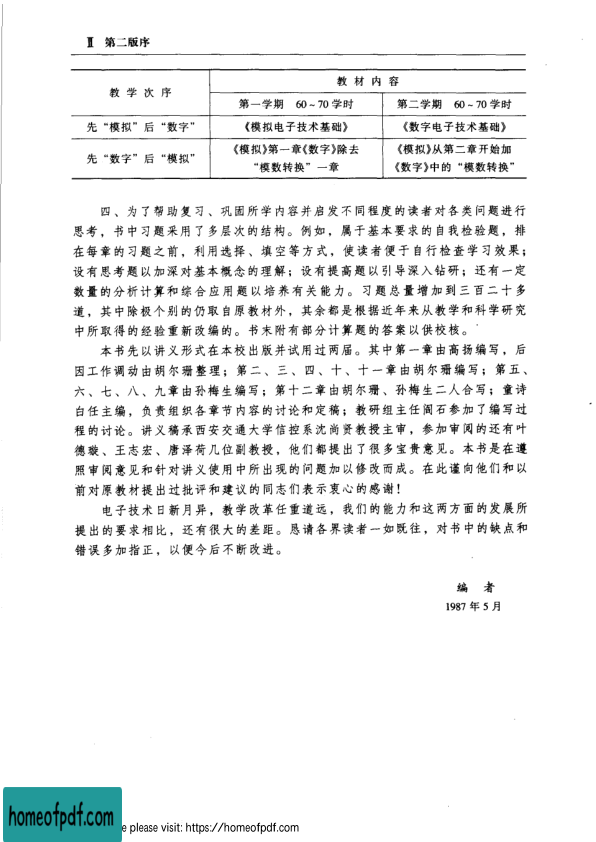 Ⅱ 第二版序
教学次序
教材内容
第一学期 60~70学时
第二学期 60~70学时
先“模拟”后“数字”
《模拟电子技术基础》
《数字电子技术基础》
先“数字”后“模拟”
《模拟》第一章《数字》除去
“模数转换”一章
《模拟》从第二章开始加
《数字》中的“模数转换”
四、为了帮助复习、巩固所学内容并启发不同程度的读者对各类问题进行
思考，书中习题采用了多层次的结构。例如，属于基本要求的自我检验题，排
在每章的习题之前，利用选择、填空等方式，使读者便于自行检查学习效果；
设有思考题以加深对基本概念的理解；设有提高题以引导深入钻研；还有一定
数量的分析计算和综合应用题以培养有关能力。习题总量增加到三百二十多
道，其中除极个别的仍取自原教材外，其余都是根据近年来从教学和科学研究
中所取得的经验重新改编的。书末附有部分计算题的答案以供校核。
本书先以讲义形式在本校出版并试用过两届。其中第一章由高扬编写，后
因工作调动由胡尔珊整理；第二、三、四、十、十一章由胡尔珊编写；第五、
六、七、八、九章由孙梅生编写；第十二章由胡尔珊、孙梅生二人合写；童诗
白任主编，负责组织各章节内容的讨论和定稿；教研组主任阎石参加了编写过
程的讨论。讲义稿承西安交通大学信控系沈尚贤教授主审，参加审阅的还有叶
德璇、王志宏、唐泽荷几位副教授，他们都提出了很多宝贵意见。本书是在遵
照审阅意见和针对讲义使用中所出现的问题加以修改而成。在此谨向他们和以
前对原教材提出过批评和建议的同志们表示衷心的感谢！
电子技术日新月异，教学改革任重道远，我们的能力和这两方面的发展所
提出的要求相比，还有很大的差距。恳请各界读者一如既往，对书中的缺点和
错误多加指正，以便今后不断改进。
编 者
1987年5月
homeofpdf.com
e please visit: https://homeofpdf.com